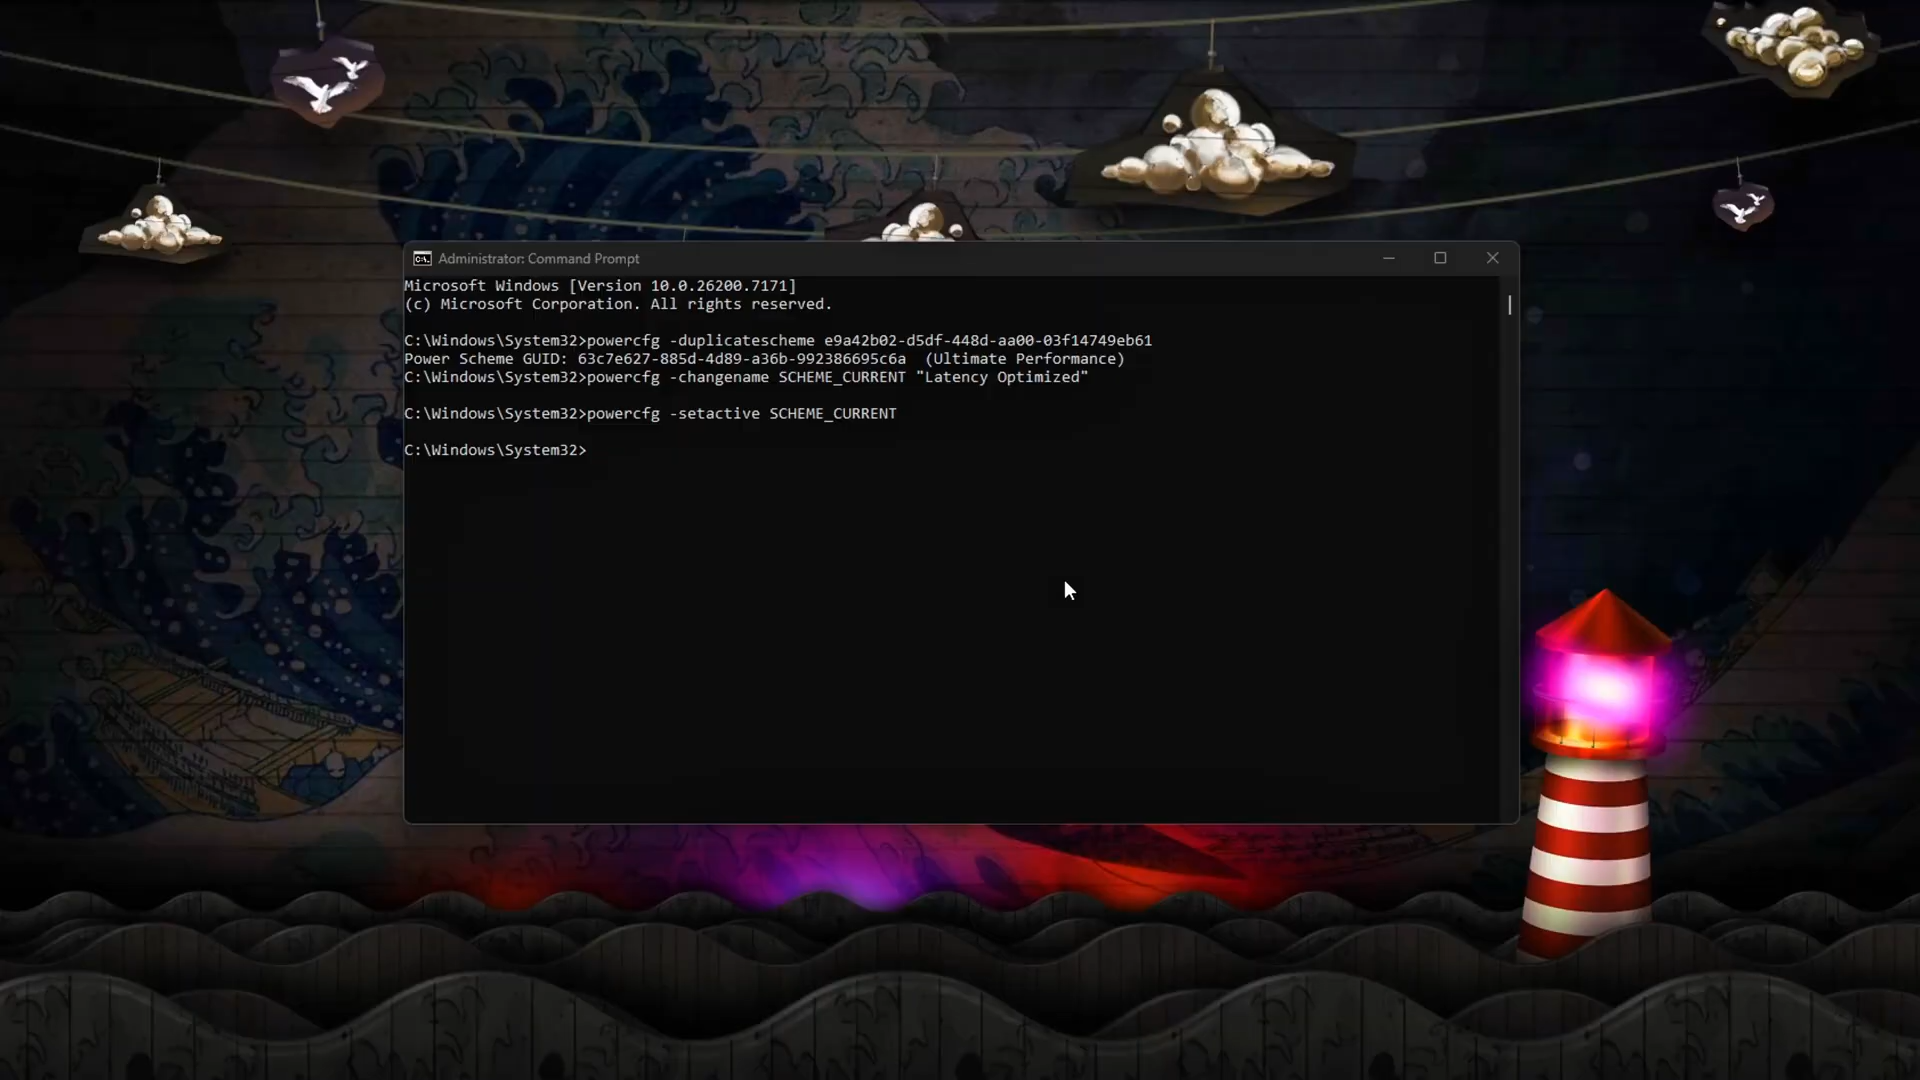 Administrator: Command Prompt
Microsoft Windows [Version 10.0.26200.7171]
(c) Microsoft Corporation. All rights reserved.
C:\Windows\System32>powercfg -duplicatescheme e9a42b02-d5df-448d-aa00-03f14749eb61
Power Scheme GUID: 63c7e627-885d-4d89-a36b-992386695c6a  (Ultimate Performance)
C:\Windows\System32>powercfg -changename SCHEME_CURRENT "Latency Optimized"
C:\Windows\System32>powercfg -setactive SCHEME_CURRENT
C:\Windows\System32>